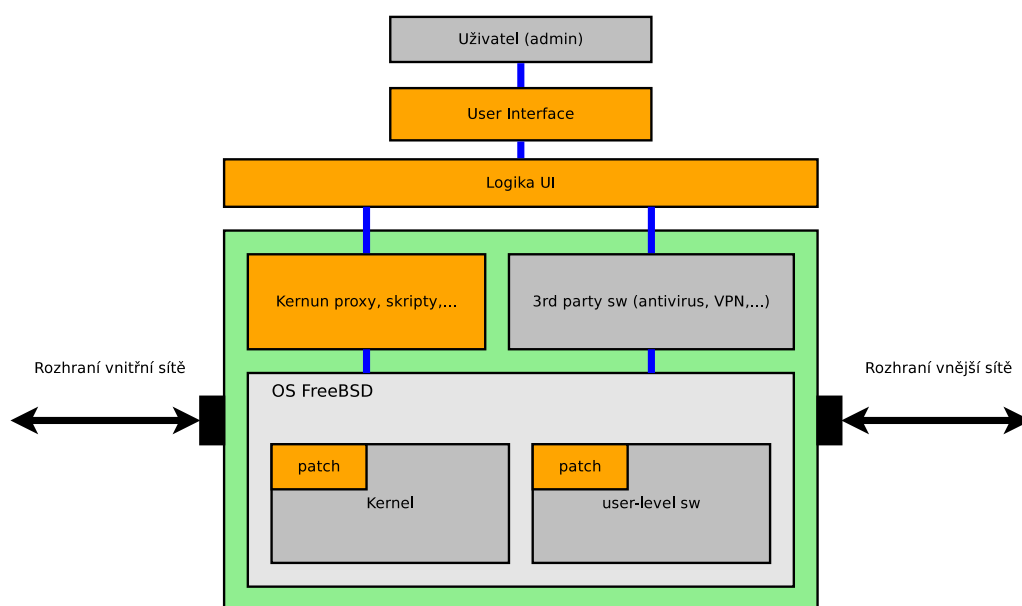 Uživatel (admin)
User Interface
Logika UI
Kernun proxy, skripty,...
3rd party sw (antivirus, VPN,...)
Rozhraní vnitřní sítě
Rozhraní vnější sítě
OS FreeBSD
patch
patch
Kernel
user-level sw